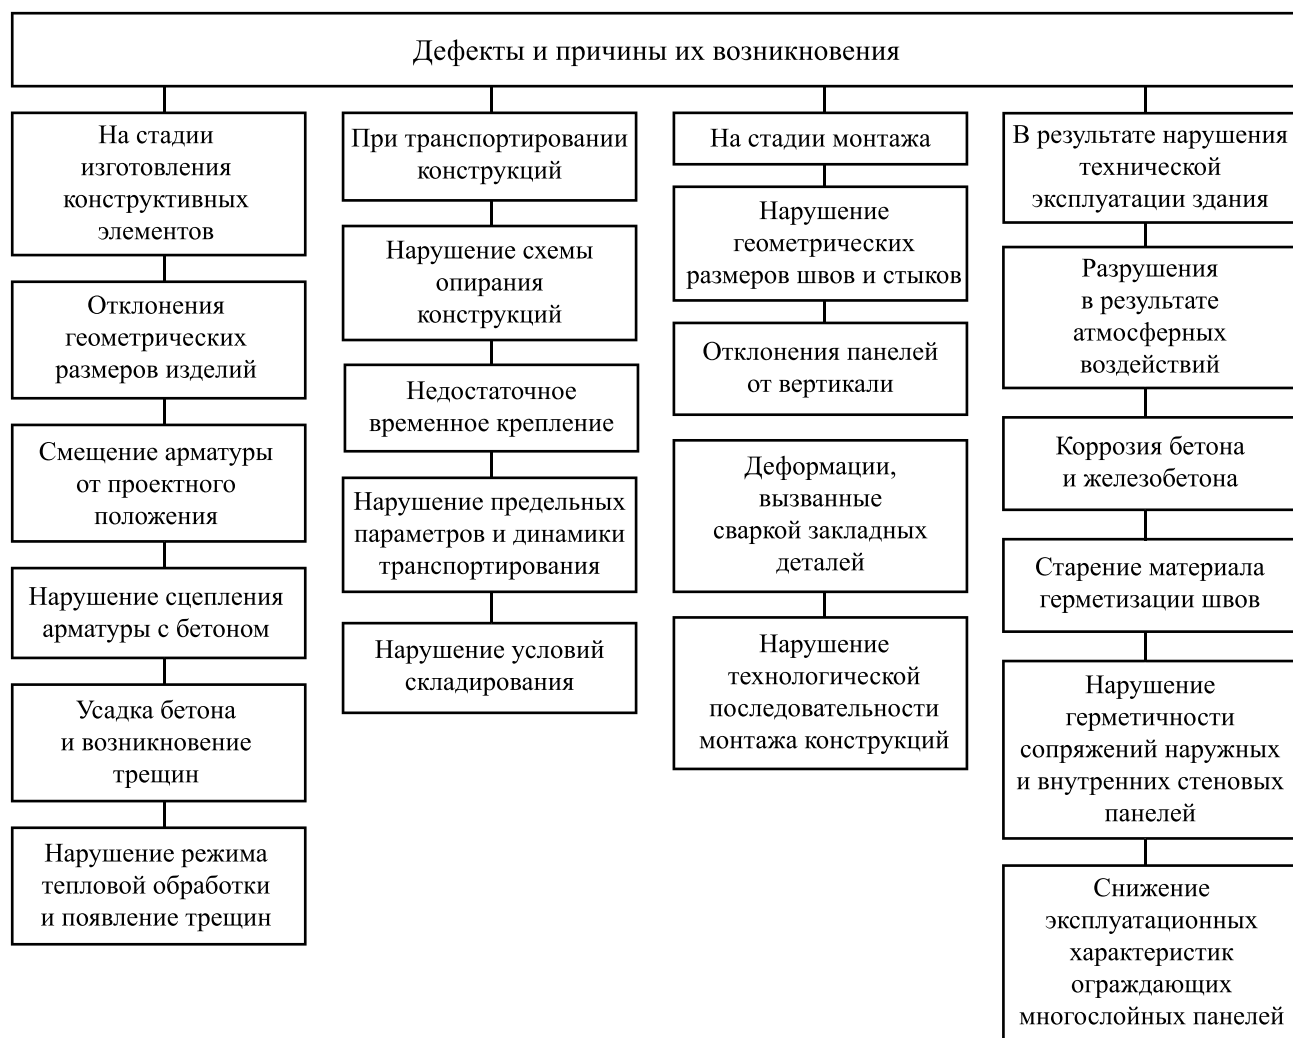 Дефекты и причины их возникновения
На стадии
изготовления
конструктивных
элементов
Отклонения
геометрических
размеров изделий
Смещение арматуры
от проектного
положения
Нарушение сцепления
арматуры с бетоном
Усадка бетона
и возникновение
трещин
Нарушение режима
тепловой обработки
и появление трещин
При транспортировании
конструкций
Нарушение схемы
опирания
конструкций
Недостаточное
временное крепление
Нарушение предельных
параметров и динамики
транспортирования
Нарушение условий
складирования
На стадии монтажа
Нарушение
геометрических
размеров швов и стыков
Отклонения панелей
от вертикали
Деформации,
вызванные
сваркой закладных
деталей
Нарушение
технологической
последовательности
монтажа конструкций
В результате нарушения
технической
эксплуатации здания
Разрушения
в результате
атмосферных
воздействий
Коррозия бетона
и железобетона
Старение материала
герметизации швов
Нарушение
герметичности
сопряжений наружных
и внутренних стеновых
панелей
Снижение
эксплуатационных
характеристик
ограждающих
многослойных панелей